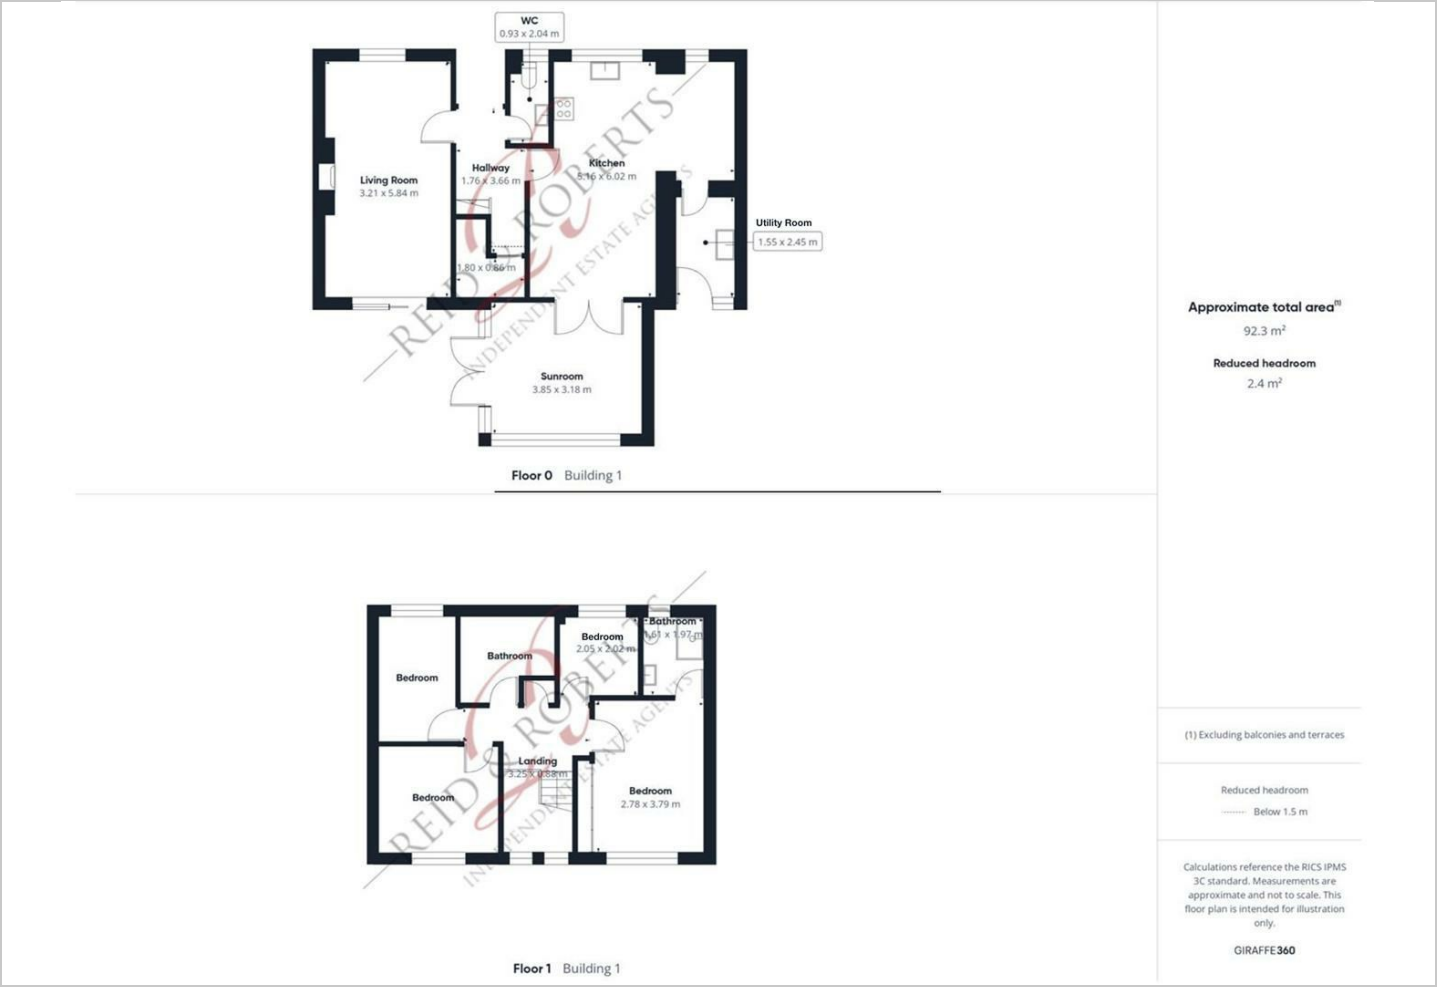 WC
0.93 x 2.04 m
Living Room
3.21 x 5.84 m
Hallway
1.76 x 3.66 m
Kitchen
5.16 x 6.02 m
Utility Room
1.55 x 2.45 m
1.80 x 0.86 m
Sunroom
3.85 x 3.18 m
REID & ROBERTS
INDEPENDENT ESTATE AGENTS
Floor 0 Building 1
Bedroom
Bathroom
Bedroom
2.05 x 2.02 m
Bathroom
1.61 x 1.97 m
Bedroom
Landing
3.25 x 0.88 m
Bedroom
2.78 x 3.79 m
REID & ROBERTS
INDEPENDENT ESTATE AGENTS
Floor 1 Building 1
Approximate total area(1)
92.3 m²
Reduced headroom
2.4 m²
(1) Excluding balconies and terraces
Reduced headroom
Below 1.5 m
Calculations reference the RICS IPMS
3C standard. Measurements are
approximate and not to scale. This
floor plan is intended for illustration
only.
GIRAFFE360